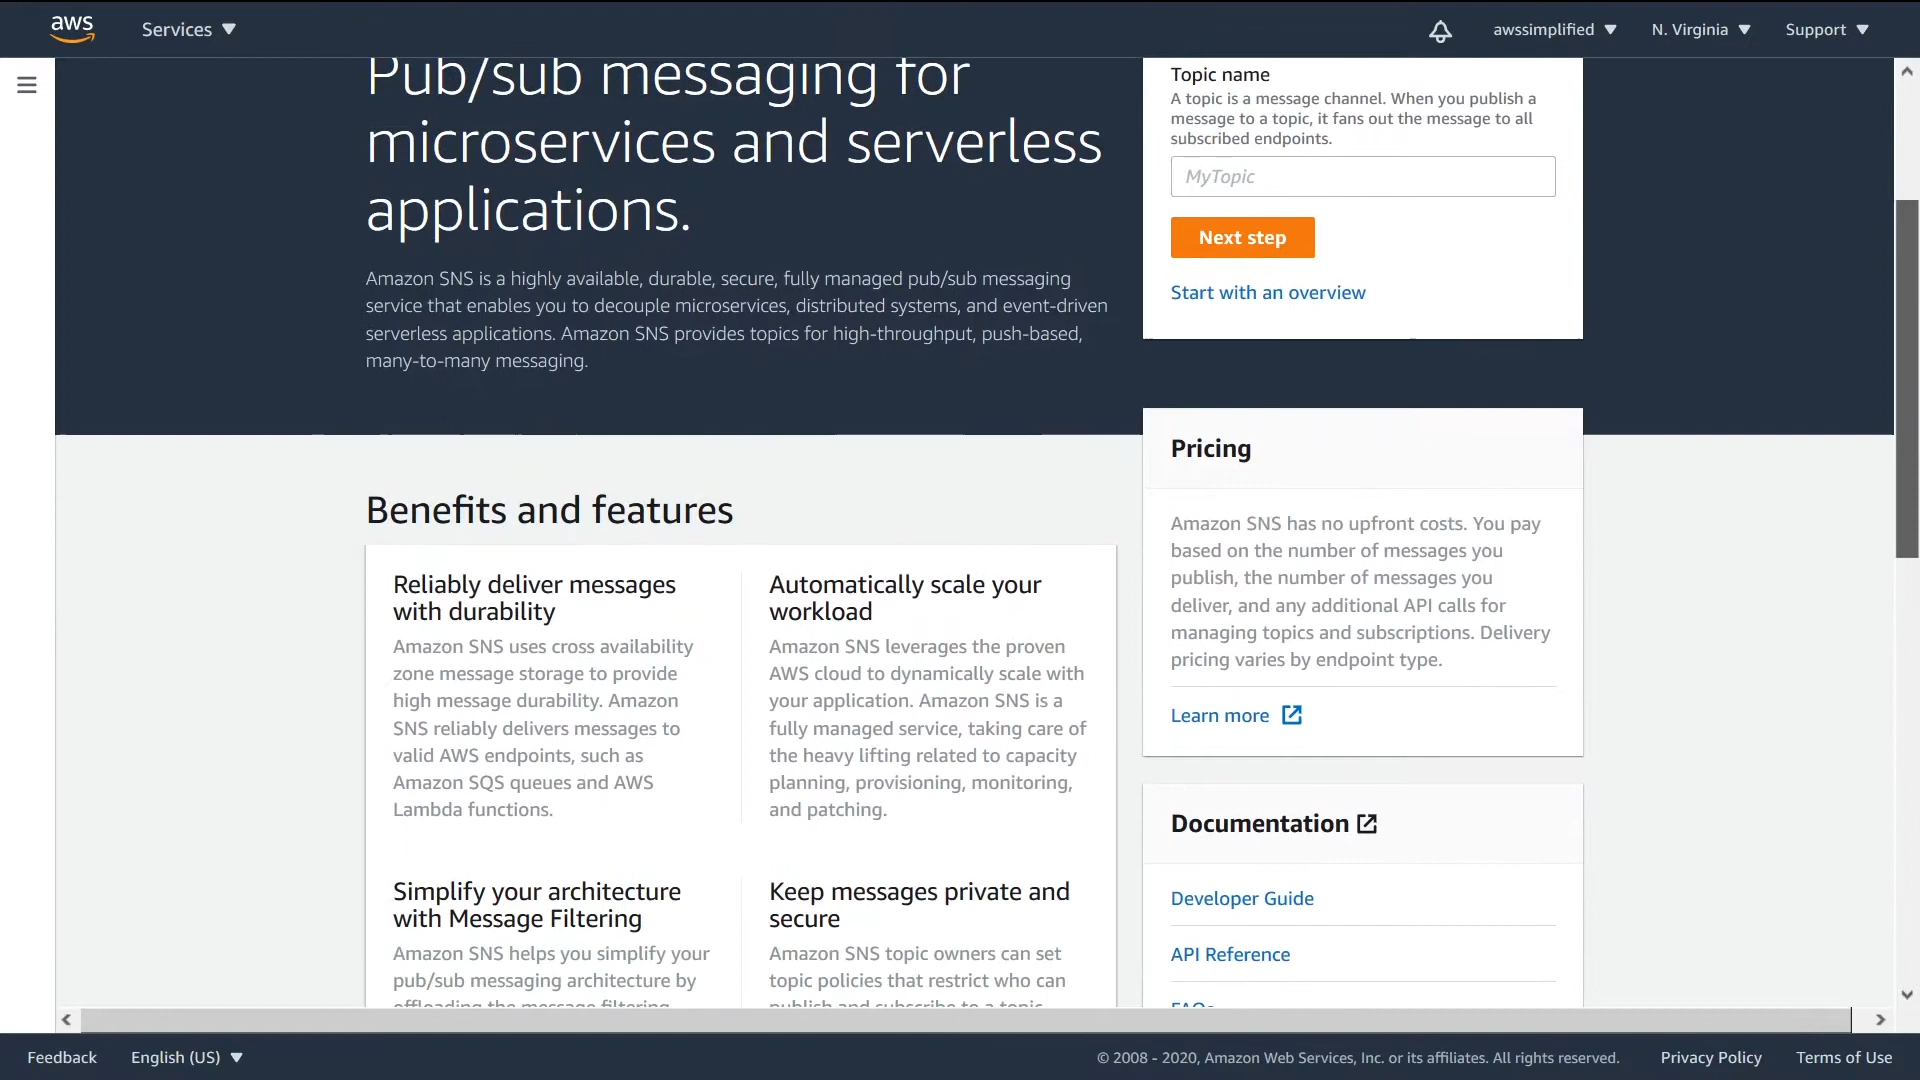 aws
Services
awssimplified
N. Virginia
Support
Pub/sub messaging for
microservices and serverless
applications.
Amazon SNS is a highly available, durable, secure, fully managed pub/sub messaging
service that enables you to decouple microservices, distributed systems, and event-driven
serverless applications. Amazon SNS provides topics for high-throughput, push-based,
many-to-many messaging.
Topic name
A topic is a message channel. When you publish a
message to a topic, it fans out the message to all
subscribed endpoints.
MyTopic
Next step
Start with an overview
Benefits and features
Reliably deliver messages
with durability
Amazon SNS uses cross availability
zone message storage to provide
high message durability. Amazon
SNS reliably delivers messages to
valid AWS endpoints, such as
Amazon SQS queues and AWS
Lambda functions.
Automatically scale your
workload
Amazon SNS leverages the proven
AWS cloud to dynamically scale with
your application. Amazon SNS is a
fully managed service, taking care of
the heavy lifting related to capacity
planning, provisioning, monitoring,
and patching.
Simplify your architecture
with Message Filtering
Amazon SNS helps you simplify your
pub/sub messaging architecture by
offloading the message filtering
Keep messages private and
secure
Amazon SNS topic owners can set
topic policies that restrict who can
publish and subscribe to a topic
Pricing
Amazon SNS has no upfront costs. You pay
based on the number of messages you
publish, the number of messages you
deliver, and any additional API calls for
managing topics and subscriptions. Delivery
pricing varies by endpoint type.
Learn more
Documentation
Developer Guide
API Reference
FAQs
Feedback
English (US)
© 2008 - 2020, Amazon Web Services, Inc. or its affiliates. All rights reserved.
Privacy Policy
Terms of Use